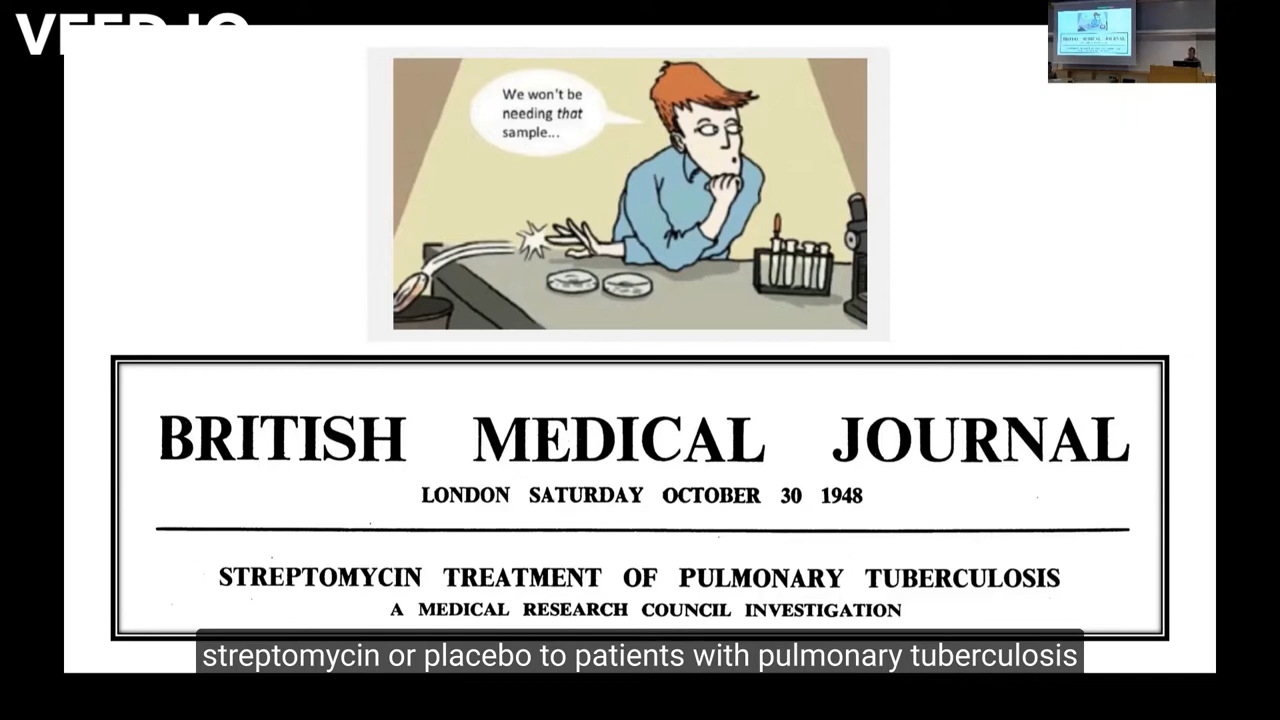 We won't be
needing that
sample...
BRITISH MEDICAL JOURNAL
LONDON SATURDAY OCTOBER 30 1948
STREPTOMYCIN TREATMENT OF PULMONARY TUBERCULOSIS
A MEDICAL RESEARCH COUNCIL INVESTIGATION
streptomycin or placebo to patients with pulmonary tuberculosis